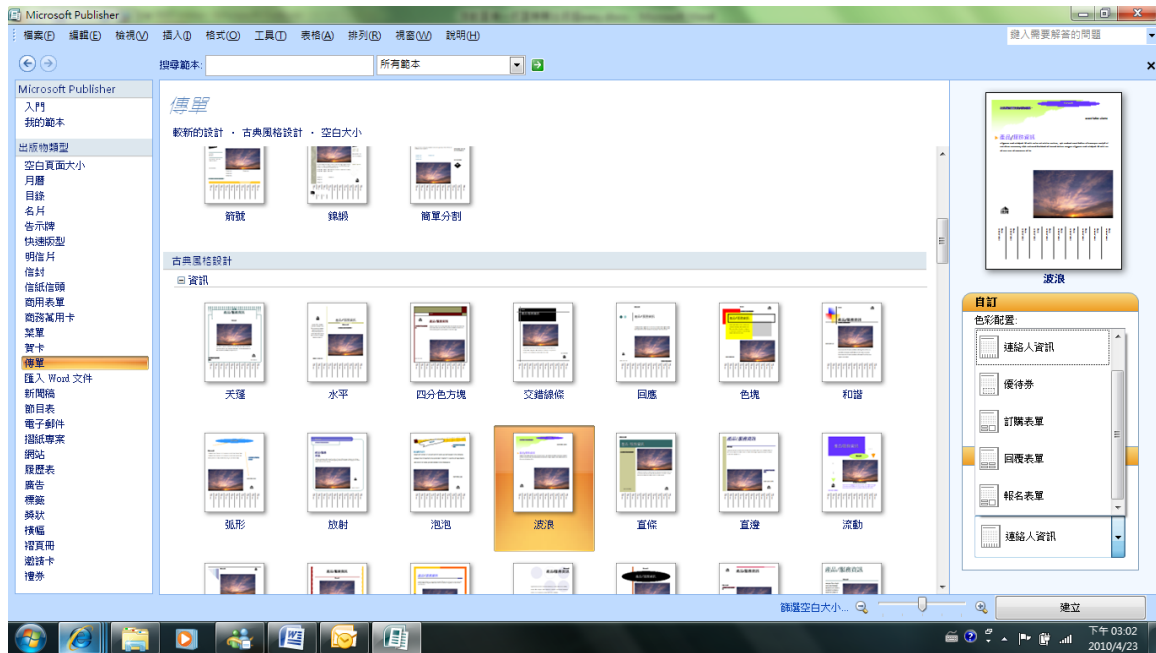 Microsoft Publisher
檔案(F) 編輯(E) 檢視(V) 插入(I) 格式(O) 工具(T) 表格(A) 排列(R) 視窗(W) 說明(H)
鍵入需要解答的問題
搜尋範本: 所有範本
Microsoft Publisher
入門
我的範本
出版物類型
空白頁面大小
月曆
目錄
名片
告示牌
快速版型
明信片
信封
信紙信頭
商用表單
商務萬用卡
菜單
賀卡
傳單
匯入 Word 文件
新聞稿
節目表
電子郵件
摺紙專案
網站
履歷表
廣告
標籤
獎狀
橫幅
摺頁冊
邀請卡
禮券
傳單
較新的設計 · 古典風格設計 · 空白大小
箭號 錦緞 簡單分割
古典風格設計
資訊
天蓬 水平 四分色方塊 交錯線條 回應 色塊 和諧
弧形 放射 泡泡 波浪 直條 直邊 流動
波浪
自訂
色彩配置:
連絡人資訊
優待券
訂購表單
回覆表單
報名表單
連絡人資訊
篩選空白大小...
建立
下午 03:02
2010/4/23